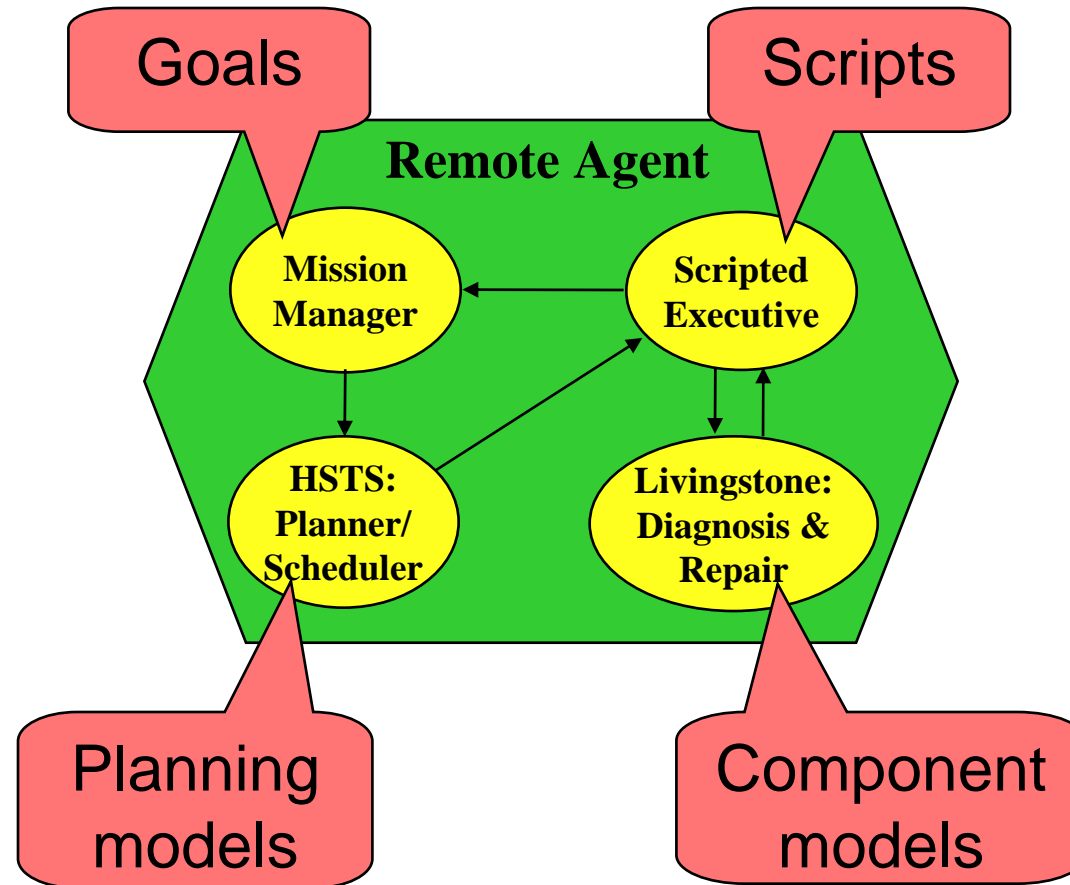 Goals
Scripts
Remote Agent
Mission
Manager
Scripted
Executive
HSTS:
Planner/
Scheduler
Livingstone:
Diagnosis &
Repair
Planning
models
Component
models